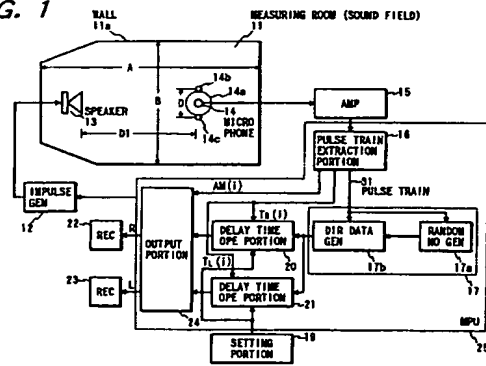 G. 1
WALL
11a
MEASURING ROOM (SOUND FIELD)
11
A
B
14b
14a
D
14
MICRO
PHONE
14c
SPEAKER
13
D1
AMP
15
PULSE TRAIN
EXTRACTION
PORTION
16
AM(i)
31
PULSE TRAIN
IMPULSE
GEN
12
22
REC
R
OUTPUT
PORTION
TR(i)
DELAY TIME
OPE PORTION
20
DIR DATA
GEN
17b
RANDOM
NO GEN
17a
17
TL(i)
23
REC
L
DELAY TIME
OPE PORTION
21
24
MPU
25
SETTING
PORTION
19